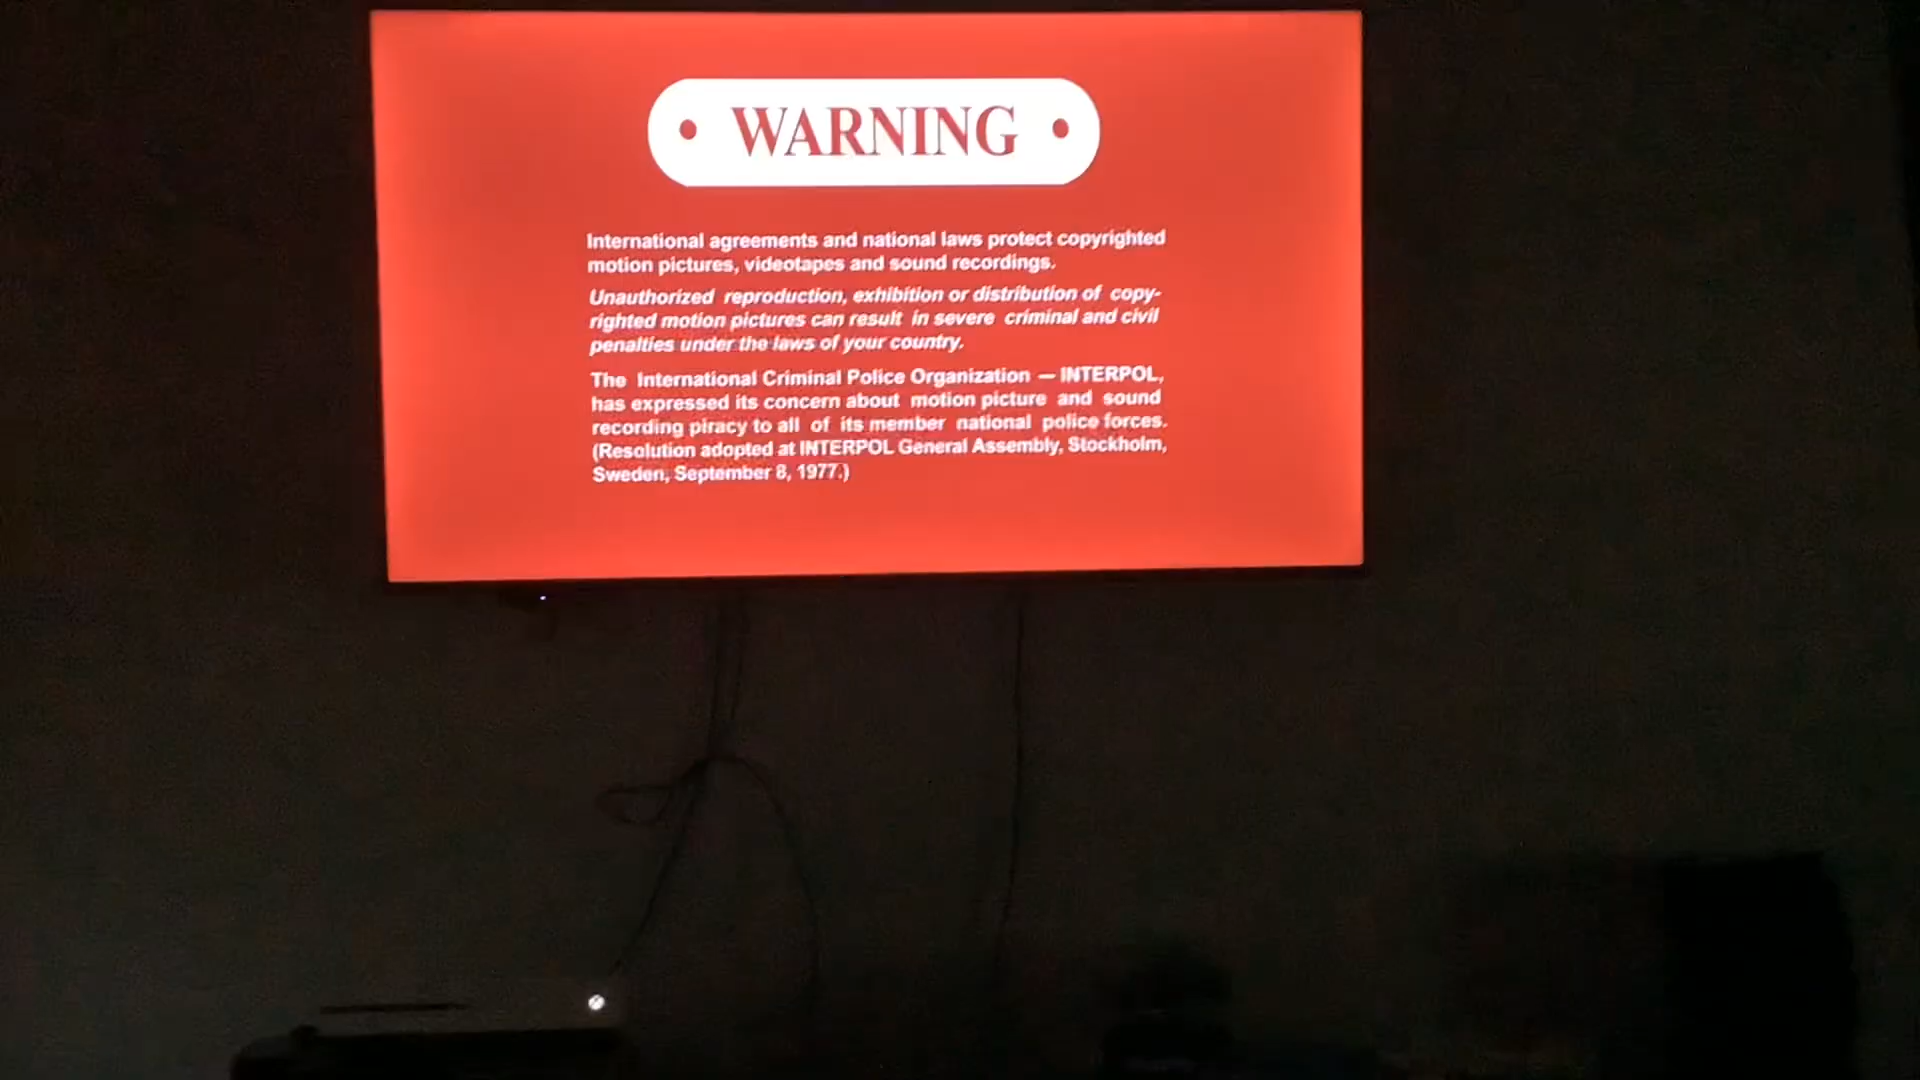 • WARNING •
International agreements and national laws protect copyrighted
motion pictures, videotapes and sound recordings.
Unauthorized reproduction, exhibition or distribution of copy-
righted motion pictures can result in severe criminal and civil
penalties under the laws of your country.
The International Criminal Police Organization — INTERPOL,
has expressed its concern about motion picture and sound
recording piracy to all of its member national police forces.
(Resolution adopted at INTERPOL General Assembly, Stockholm,
Sweden, September 8, 1977.)